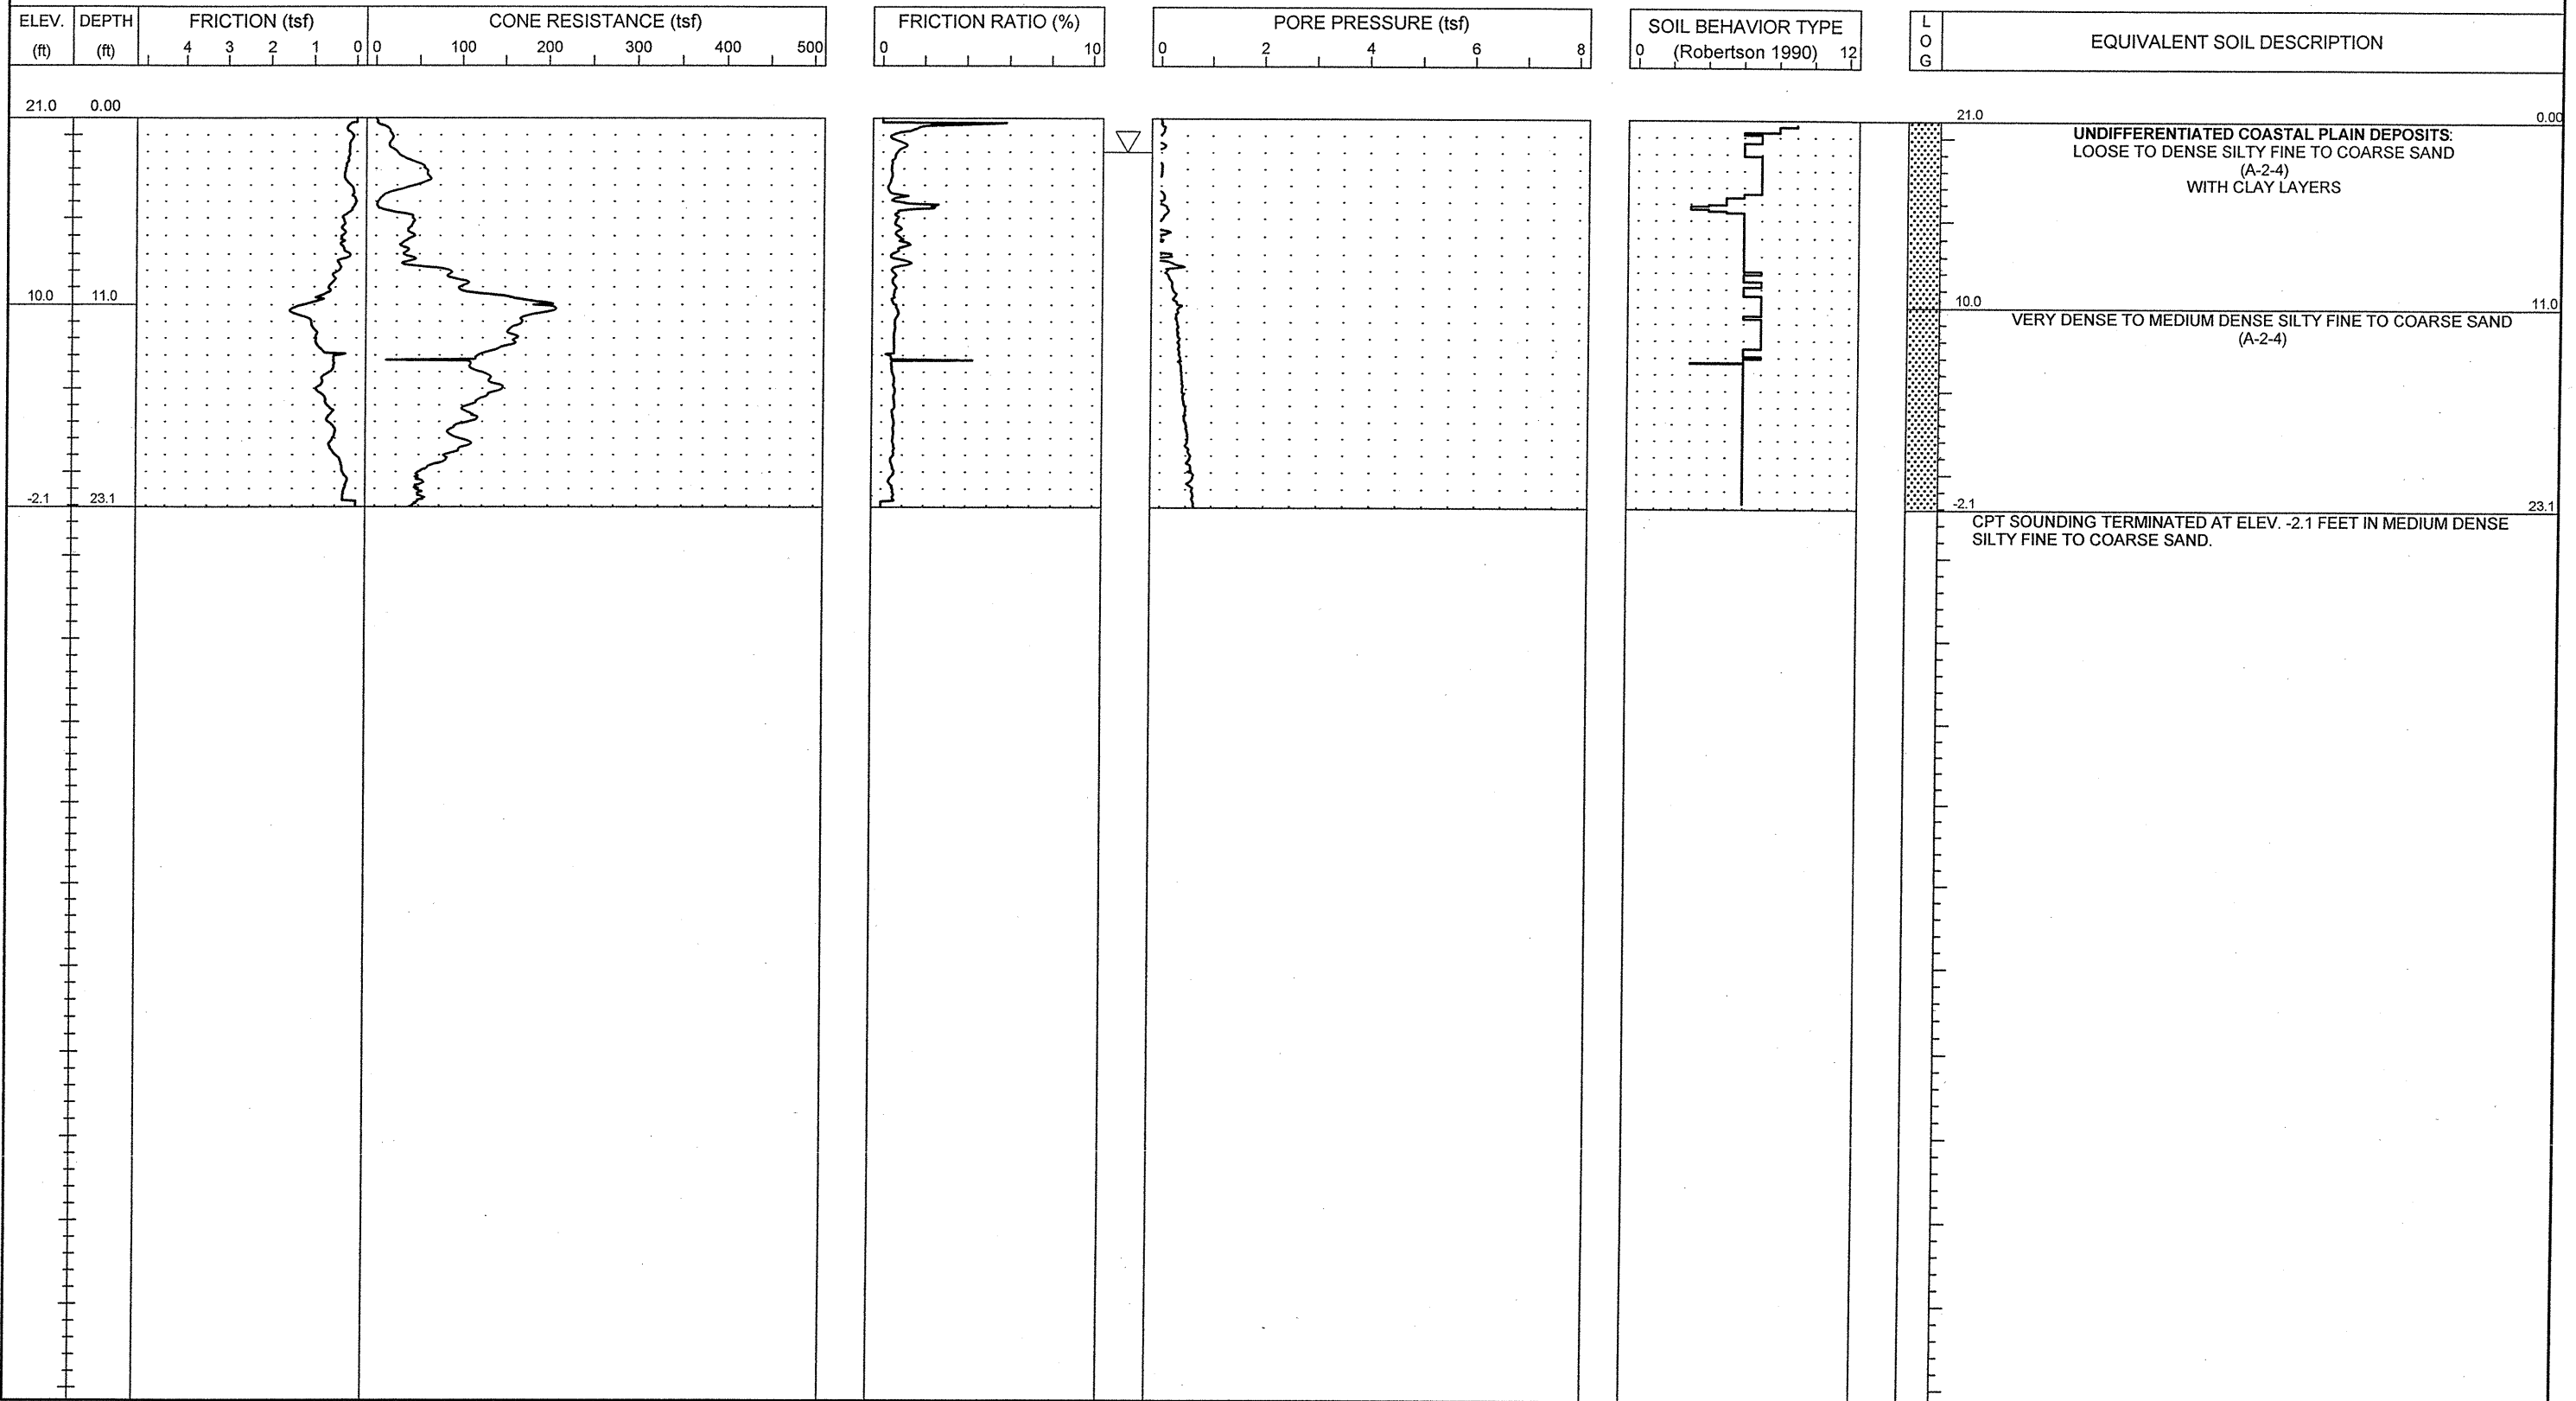 ELEV. DEPTH FRICTION (tsf) CONE RESISTANCE (tsf) FRICTION RATIO (%) PORE PRESSURE (tsf) SOIL BEHAVIOR TYPE L
(ft) (ft) 4 3 2 1 0 0 100 200 300 400 500 0 10 0 2 4 6 8 0 (Robertson 1990) 12 O EQUIVALENT SOIL DESCRIPTION
G
21.0 0.00
21.0 0.00
UNDIFFERENTIATED COASTAL PLAIN DEPOSITS:
LOOSE TO DENSE SILTY FINE TO COARSE SAND
(A-2-4)
WITH CLAY LAYERS
10.0 11.0
10.0 11.0
VERY DENSE TO MEDIUM DENSE SILTY FINE TO COARSE SAND
(A-2-4)
-2.1 23.1
-2.1 23.1
CPT SOUNDING TERMINATED AT ELEV. -2.1 FEET IN MEDIUM DENSE
SILTY FINE TO COARSE SAND.